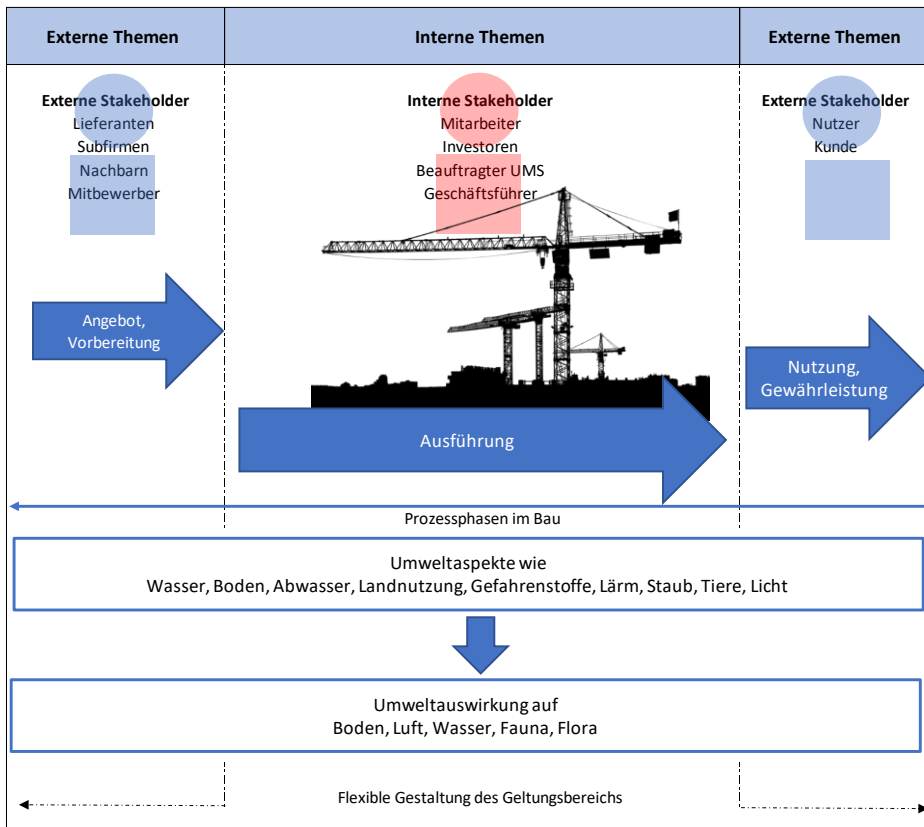 Externe Themen
Interne Themen
Externe Themen
Externe Stakeholder
Lieferanten
Subfirmen
Nachbarn
Mitbewerber
Interne Stakeholder
Mitarbeiter
Investoren
Beauftragter UMS
Geschäftsführer
Externe Stakeholder
Nutzer
Kunde
Angebot,
Vorbereitung
Ausführung
Nutzung,
Gewährleistung
Prozessphasen im Bau
Umweltaspekte wie
Wasser, Boden, Abwasser, Landnutzung, Gefahrenstoffe, Lärm, Staub, Tiere, Licht
Umweltauswirkung auf
Boden, Luft, Wasser, Fauna, Flora
Flexible Gestaltung des Geltungsbereichs